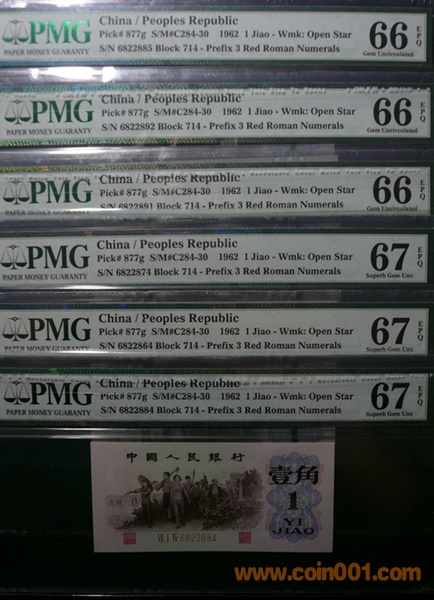 PMG
PAPER MONEY GUARANTY
China / Peoples Republic
Pick# 877g S/M#C284-30 1962 1 Jiao - Wmk: Open Star
S/N 6822885 Block 714 - Prefix 3 Red Roman Numerals
66 EPQ
Gem Uncirculated
PMG
PAPER MONEY GUARANTY
China / Peoples Republic
Pick# 877g S/M#C284-30 1962 1 Jiao - Wmk: Open Star
S/N 6822892 Block 714 - Prefix 3 Red Roman Numerals
66 EPQ
Gem Uncirculated
PMG
PAPER MONEY GUARANTY
China / Peoples Republic
Pick# 877g S/M#C284-30 1962 1 Jiao - Wmk: Open Star
S/N 6822891 Block 714 - Prefix 3 Red Roman Numerals
66 EPQ
Gem Uncirculated
PMG
PAPER MONEY GUARANTY
China / Peoples Republic
Pick# 877g S/M#C284-30 1962 1 Jiao - Wmk: Open Star
S/N 6822874 Block 714 - Prefix 3 Red Roman Numerals
67 EPQ
Superb Gem Unc
PMG
PAPER MONEY GUARANTY
China / Peoples Republic
Pick# 877g S/M#C284-30 1962 1 Jiao - Wmk: Open Star
S/N 6822864 Block 714 - Prefix 3 Red Roman Numerals
67 EPQ
Superb Gem Unc
PMG
PAPER MONEY GUARANTY
China / Peoples Republic
Pick# 877g S/M#C284-30 1962 1 Jiao - Wmk: Open Star
S/N 6822884 Block 714 - Prefix 3 Red Roman Numerals
67 EPQ
Superb Gem Unc
中國人民銀行
壹角
1
YI
JIAO
VII I IV 6822884
www.coin001.com